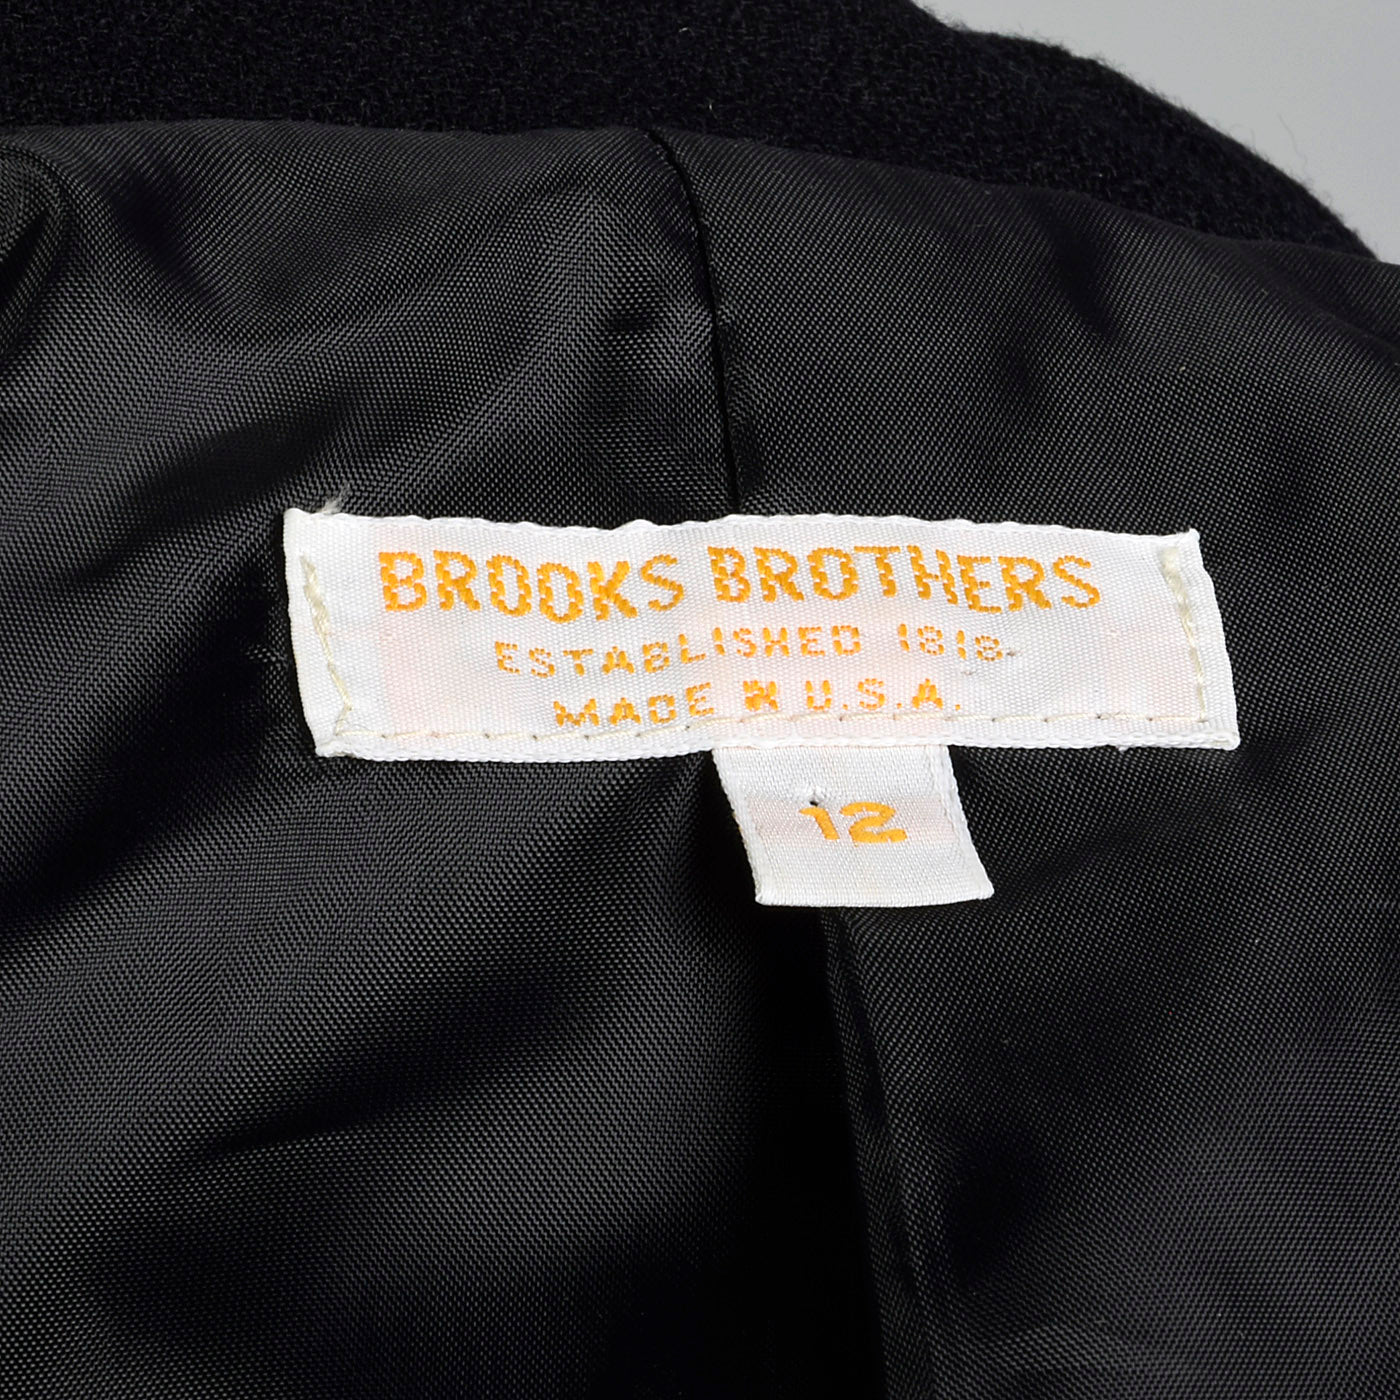 BROOKS BROTHERS
ESTABLISHED 1818
MADE IN U.S.A.
12